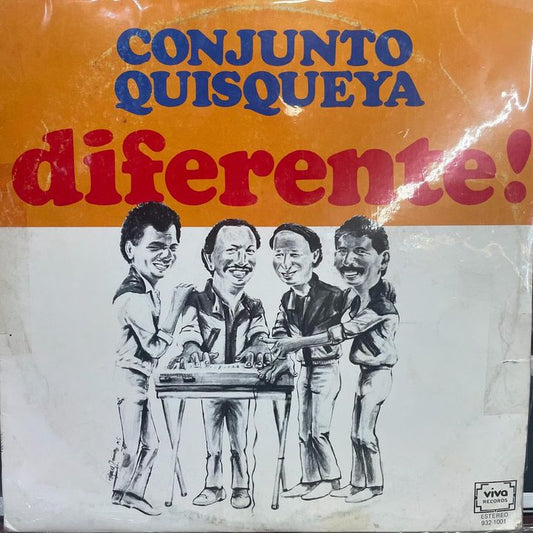 CONJUNTO
QUISQUEYA
diferente!
viva
RECORDS
ESTEREO
932-1001